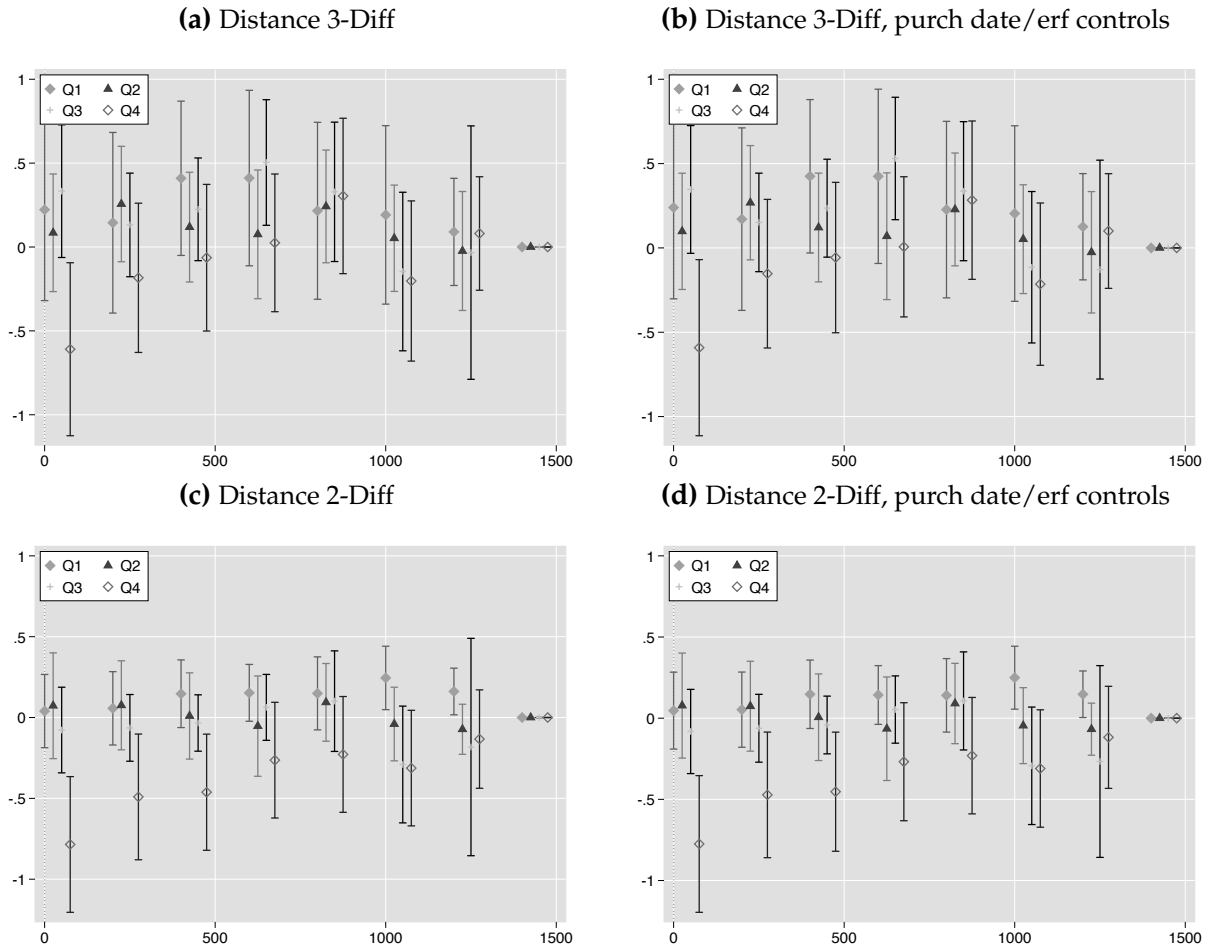 (a) Distance 3-Diff
(b) Distance 3-Diff, purch date/erf controls
1
.5
0
-.5
-1
Q1 Q2
Q3 Q4
0 500 1000 1500
1
.5
0
-.5
-1
Q1 Q2
Q3 Q4
0 500 1000 1500
(c) Distance 2-Diff
(d) Distance 2-Diff, purch date/erf controls
1
.5
0
-.5
-1
Q1 Q2
Q3 Q4
0 500 1000 1500
1
.5
0
-.5
-1
Q1 Q2
Q3 Q4
0 500 1000 1500